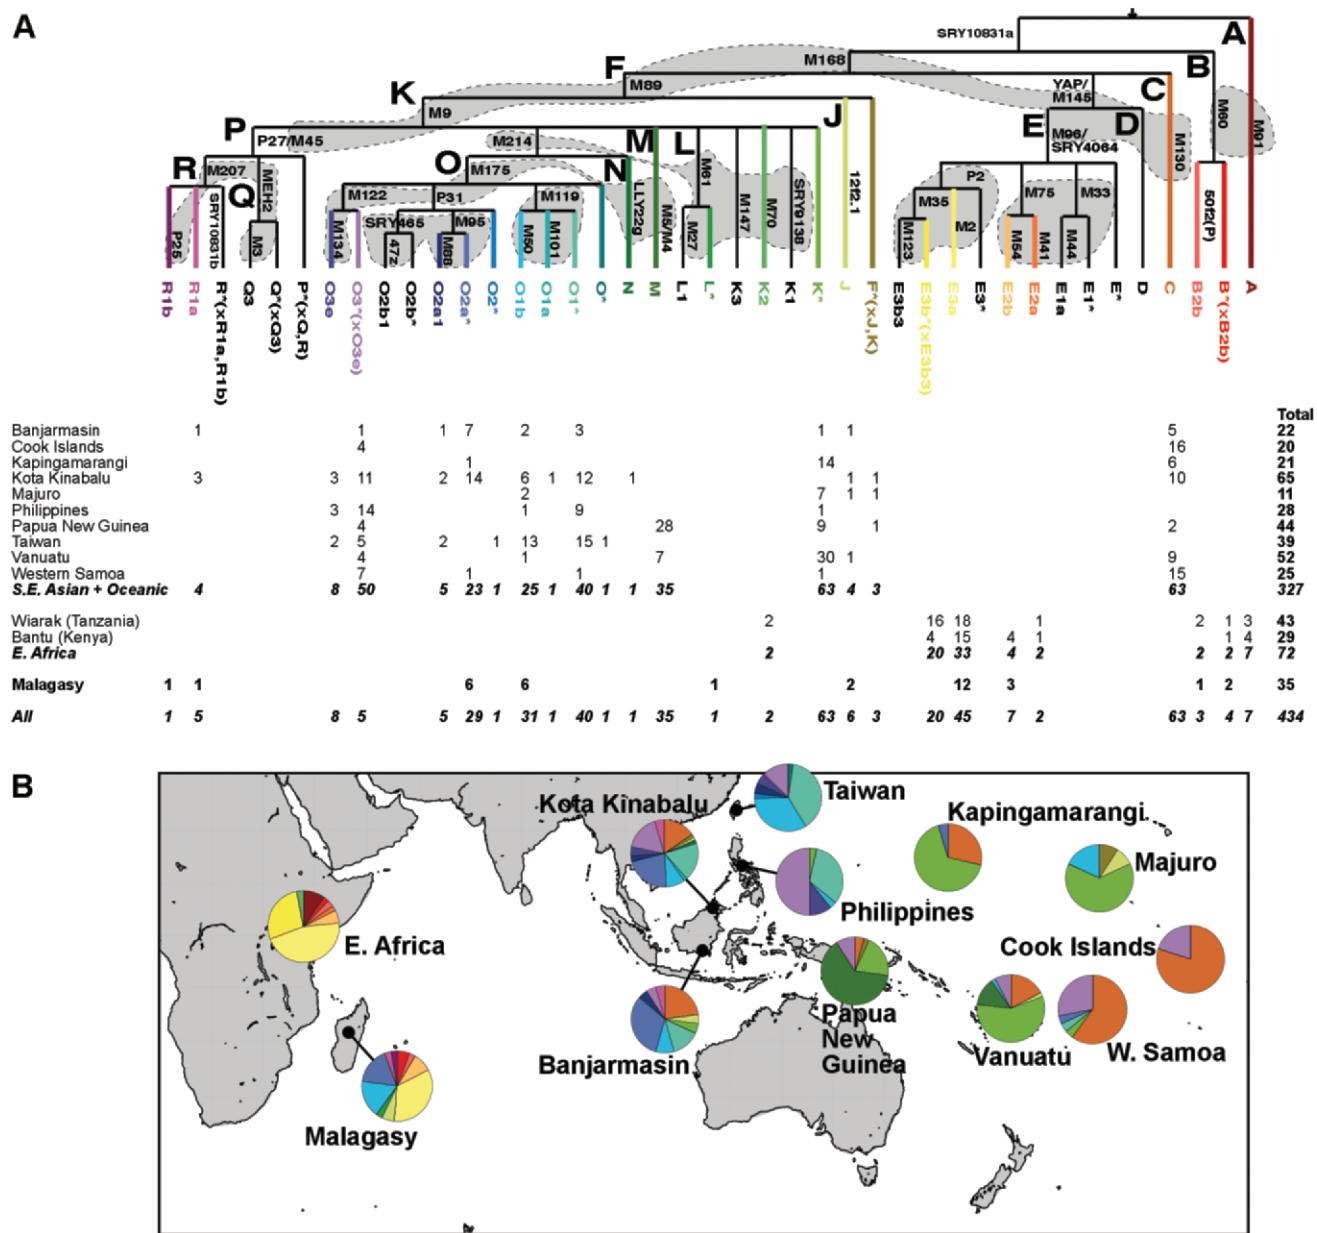 A
SRY10831a
A
M168
B
F
M89
YAP/
M145
C
K
M9
M60
M91
P
P27/M45
M214
M
J
L
E
M96/
SRY4064
D
M130
R
M207
O
M175
N
M61
P2
Q
MEH2
M122
P31
M119
LLY22g
M5/M4
M147
M70
SRY9138
12f2.1
M35
M75
M33
50f2(P)
P25
SRY10831b
M3
M134
SRY465
47z
M95
M88
M50
M101
M27
M123
M2
M54
M41
M44
R1b
R1a
R*(xR1a,R1b)
Q3
Q*(xQ3)
P*(xQ,R)
O3e
O3*(xO3e)
O2b1
O2b*
O2a1
O2a*
O2*
O1b
O1a
O1*
O*
N
M
L1
L*
K3
K2
K1
K*
J
F*(xJ,K)
E3b3
E3b*(xE3b3)
E3a
E3*
E2b
E2a
E1a
E1*
E*
D
C
B2b
B*(xB2b)
A
Total
Banjarmasin 1 1 1 7 2 3 1 1 5 22
Cook Islands 4 16 20
Kapingamarangi 1 14 6 21
Kota Kinabalu 3 3 11 2 14 6 1 12 1 1 1 10 65
Majuro 2 7 1 1 11
Philippines 3 14 1 9 1 28
Papua New Guinea 4 28 9 1 2 44
Taiwan 2 5 2 1 13 15 1 39
Vanuatu 4 1 7 30 1 9 52
Western Samoa 7 1 1 1 15 25
S.E. Asian + Oceanic 4 8 50 5 23 1 25 1 40 1 1 35 63 4 3 63 327
Wiarak (Tanzania) 2 16 18 1 2 1 3 43
Bantu (Kenya) 4 15 4 1 1 4 29
E. Africa 2 20 33 4 2 2 2 7 72
Malagasy 1 1 6 6 1 2 12 3 1 2 35
All 1 5 8 5 5 29 1 31 1 40 1 1 35 1 2 63 6 3 20 45 7 2 63 3 4 7 434
B
Kota Kinabalu
Taiwan
Kapingamarangi
Majuro
Philippines
E. Africa
Cook Islands
Papua
New
Guinea
Banjarmasin
Vanuatu
W. Samoa
Malagasy